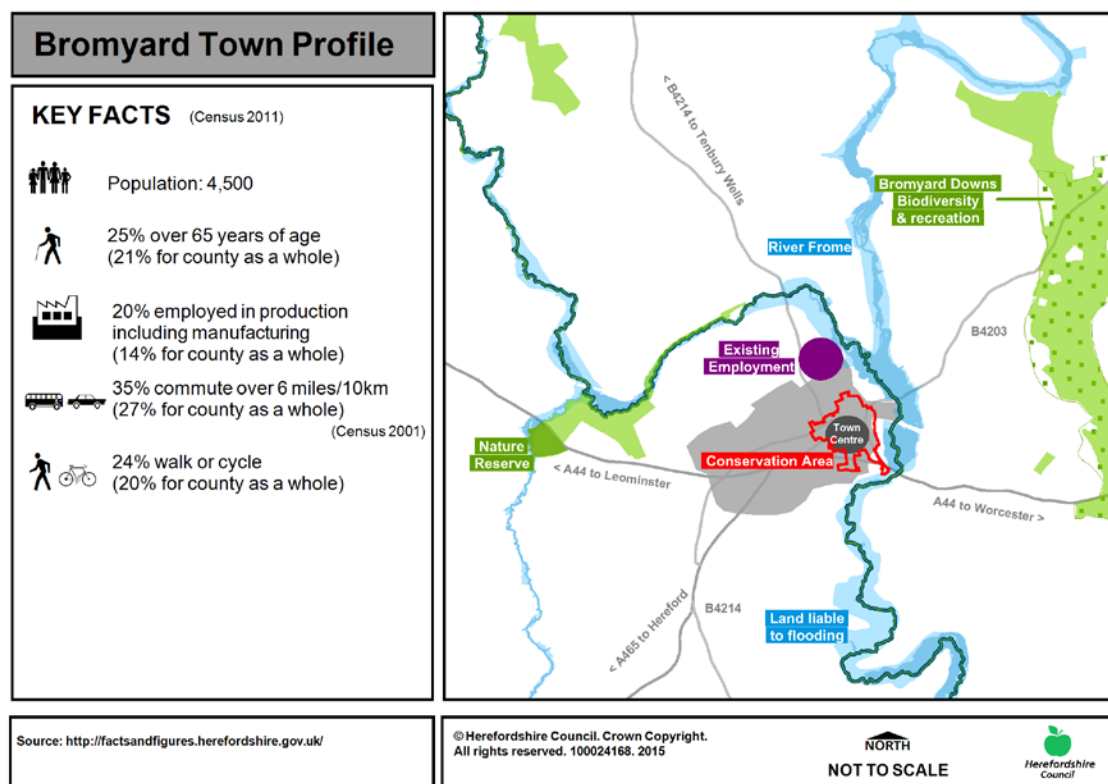 Bromyard Town Profile
KEY FACTS (Census 2011)
Population: 4,500
25% over 65 years of age
(21% for county as a whole)
20% employed in production
including manufacturing
(14% for county as a whole)
35% commute over 6 miles/10km
(27% for county as a whole)
(Census 2001)
24% walk or cycle
(20% for county as a whole)
< B4214 to Tenbury Wells
Bromyard Downs
Biodiversity
& recreation
River Frome
B4203
Existing
Employment
Town
Centre
Nature
Reserve
Conservation Area
< A44 to Leominster
A44 to Worcester >
B4214
< A465 to Hereford
Land liable
to flooding
Source: http://factsandfigures.herefordshire.gov.uk/
© Herefordshire Council. Crown Copyright.
All rights reserved. 100024168. 2015
NORTH
NOT TO SCALE
Herefordshire
Council